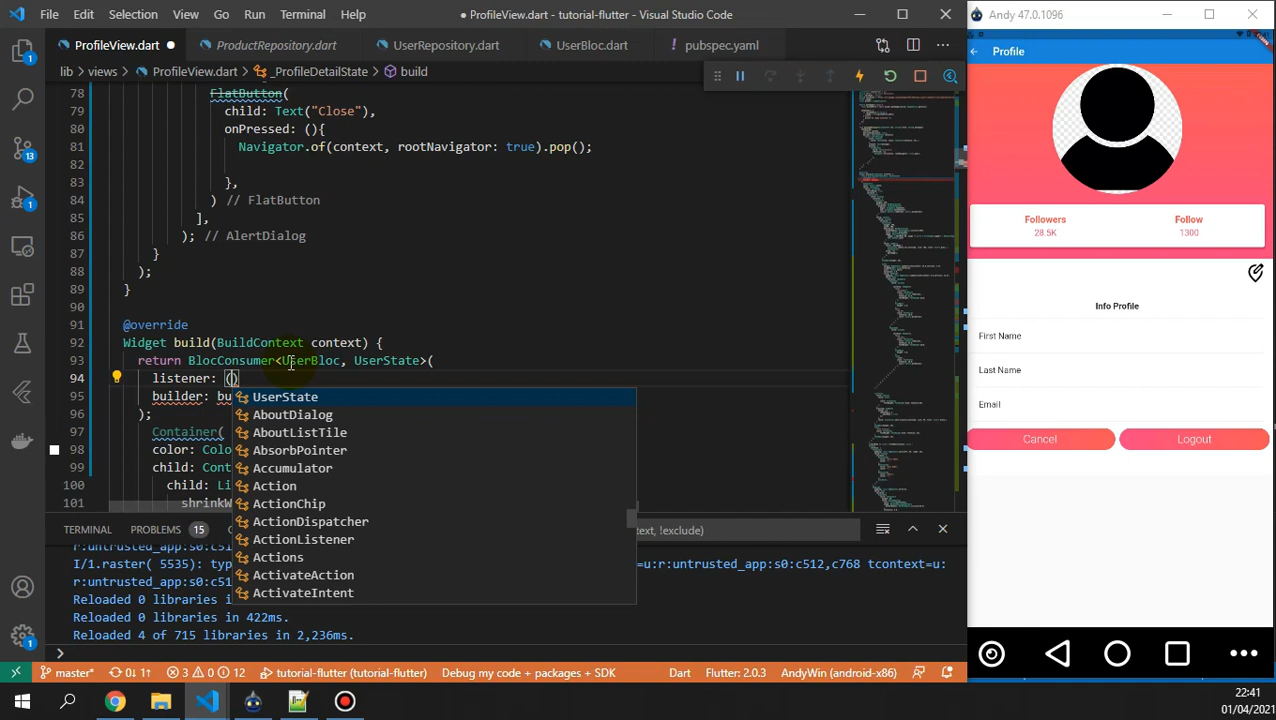 File Edit Selection View Go Run ● ProfileView.dart - tutorial-flutter - Visual Studio Code
Andy 47.0.1096
ProfileView.dart ● ProductRepository.dart UserRepository.dart UserBloc.dart pubspec.yaml
lib > views > ProfileView.dart > _ProfileDetailState > build
78 FlatButton(
79 child: Text("Close"),
80 onPressed: (){
81 Navigator.of(context, rootNavigator: true).pop();
82
83 },
84 ) // FlatButton
85 ],
86 ); // AlertDialog
87 }
88 );
89 }
90
91 @override
92 Widget build(BuildContext context) {
93 return BlocConsumer<UserBloc, UserState>(
94 listener: ()
95 builder: bu
96 );
97 Container
98 color:
99 child: Cont
100 child: Li
101
UserState
AboutDialog
AboutListTile
AbsorbPointer
Accumulator
Action
ActionChip
ActionDispatcher
ActionListener
Actions
ActivateAction
ActivateIntent
TERMINAL PROBLEMS 15 text, !exclude)
r:untrusted_app:s0:c512
I/1.raster( 5535): typ =u:r:untrusted_app:s0:c512,c768 tcontext=u:
r:untrusted_app:s0:c512
Reloaded 0 libraries in
Reloaded 0 libraries in 422ms.
Reloaded 4 of 715 libraries in 2,236ms.
>
master* 0↓ 1↑ 3 0 12 tutorial-flutter (tutorial-flutter) Debug my code + packages + SDK Dart Dart: 2.13.0 Flutter: 2.0.3 AndyWin (android-x86)
Profile
Followers
28.5K
Follow
1300
Info Profile
First Name
Last Name
Email
Cancel Logout
22:41
01/04/2021